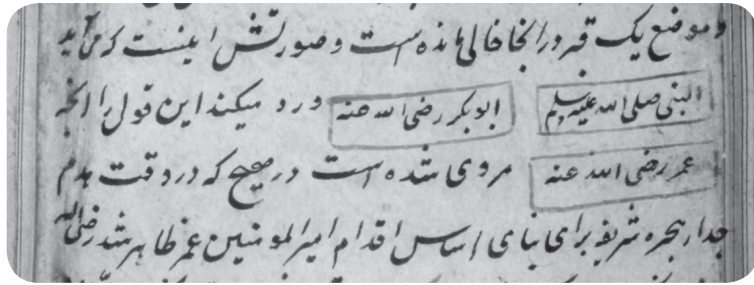 و موضع یک قبر در انجا خالی مانده است و صورتش اینست که می آید
النبی صلی الله علیه وسلم ابو بکر رضی الله عنه و رد میکند این قول را انچه
عمر رضی الله عنه مروی شده است در صحیح که در وقت هدم
جدار حجره شریفه برای بنای اساس اقدام امیر المومنین عمر ظاهر شد رضی الله